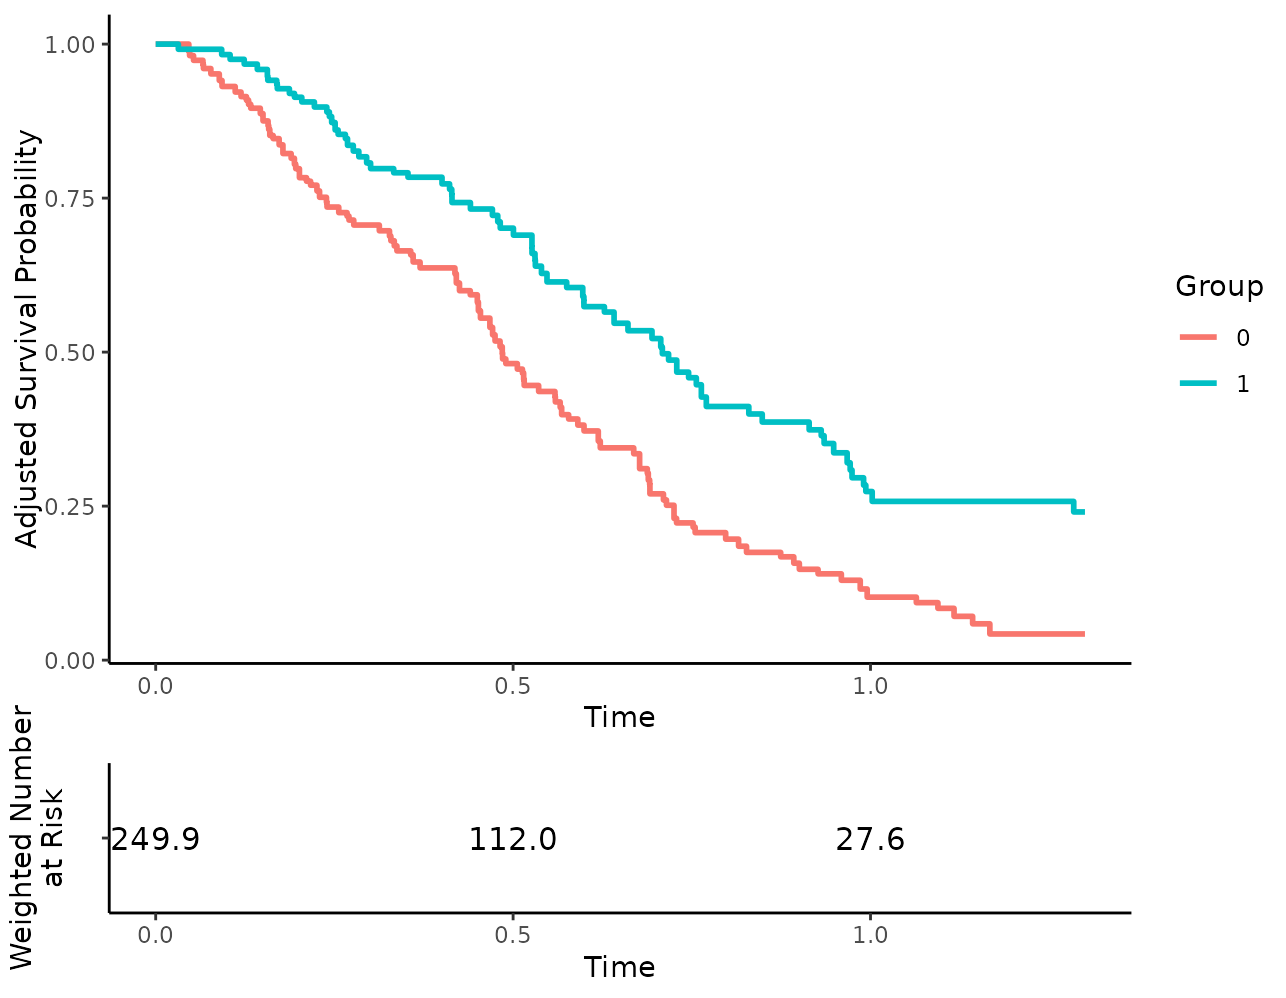 Adjusted Survival Probability
1.00
0.75
0.50
0.25
0.00
0.0 0.5 1.0
Time
Group
0
1
Weighted Number
at Risk
249.9 112.0 27.6
0.0 0.5 1.0
Time